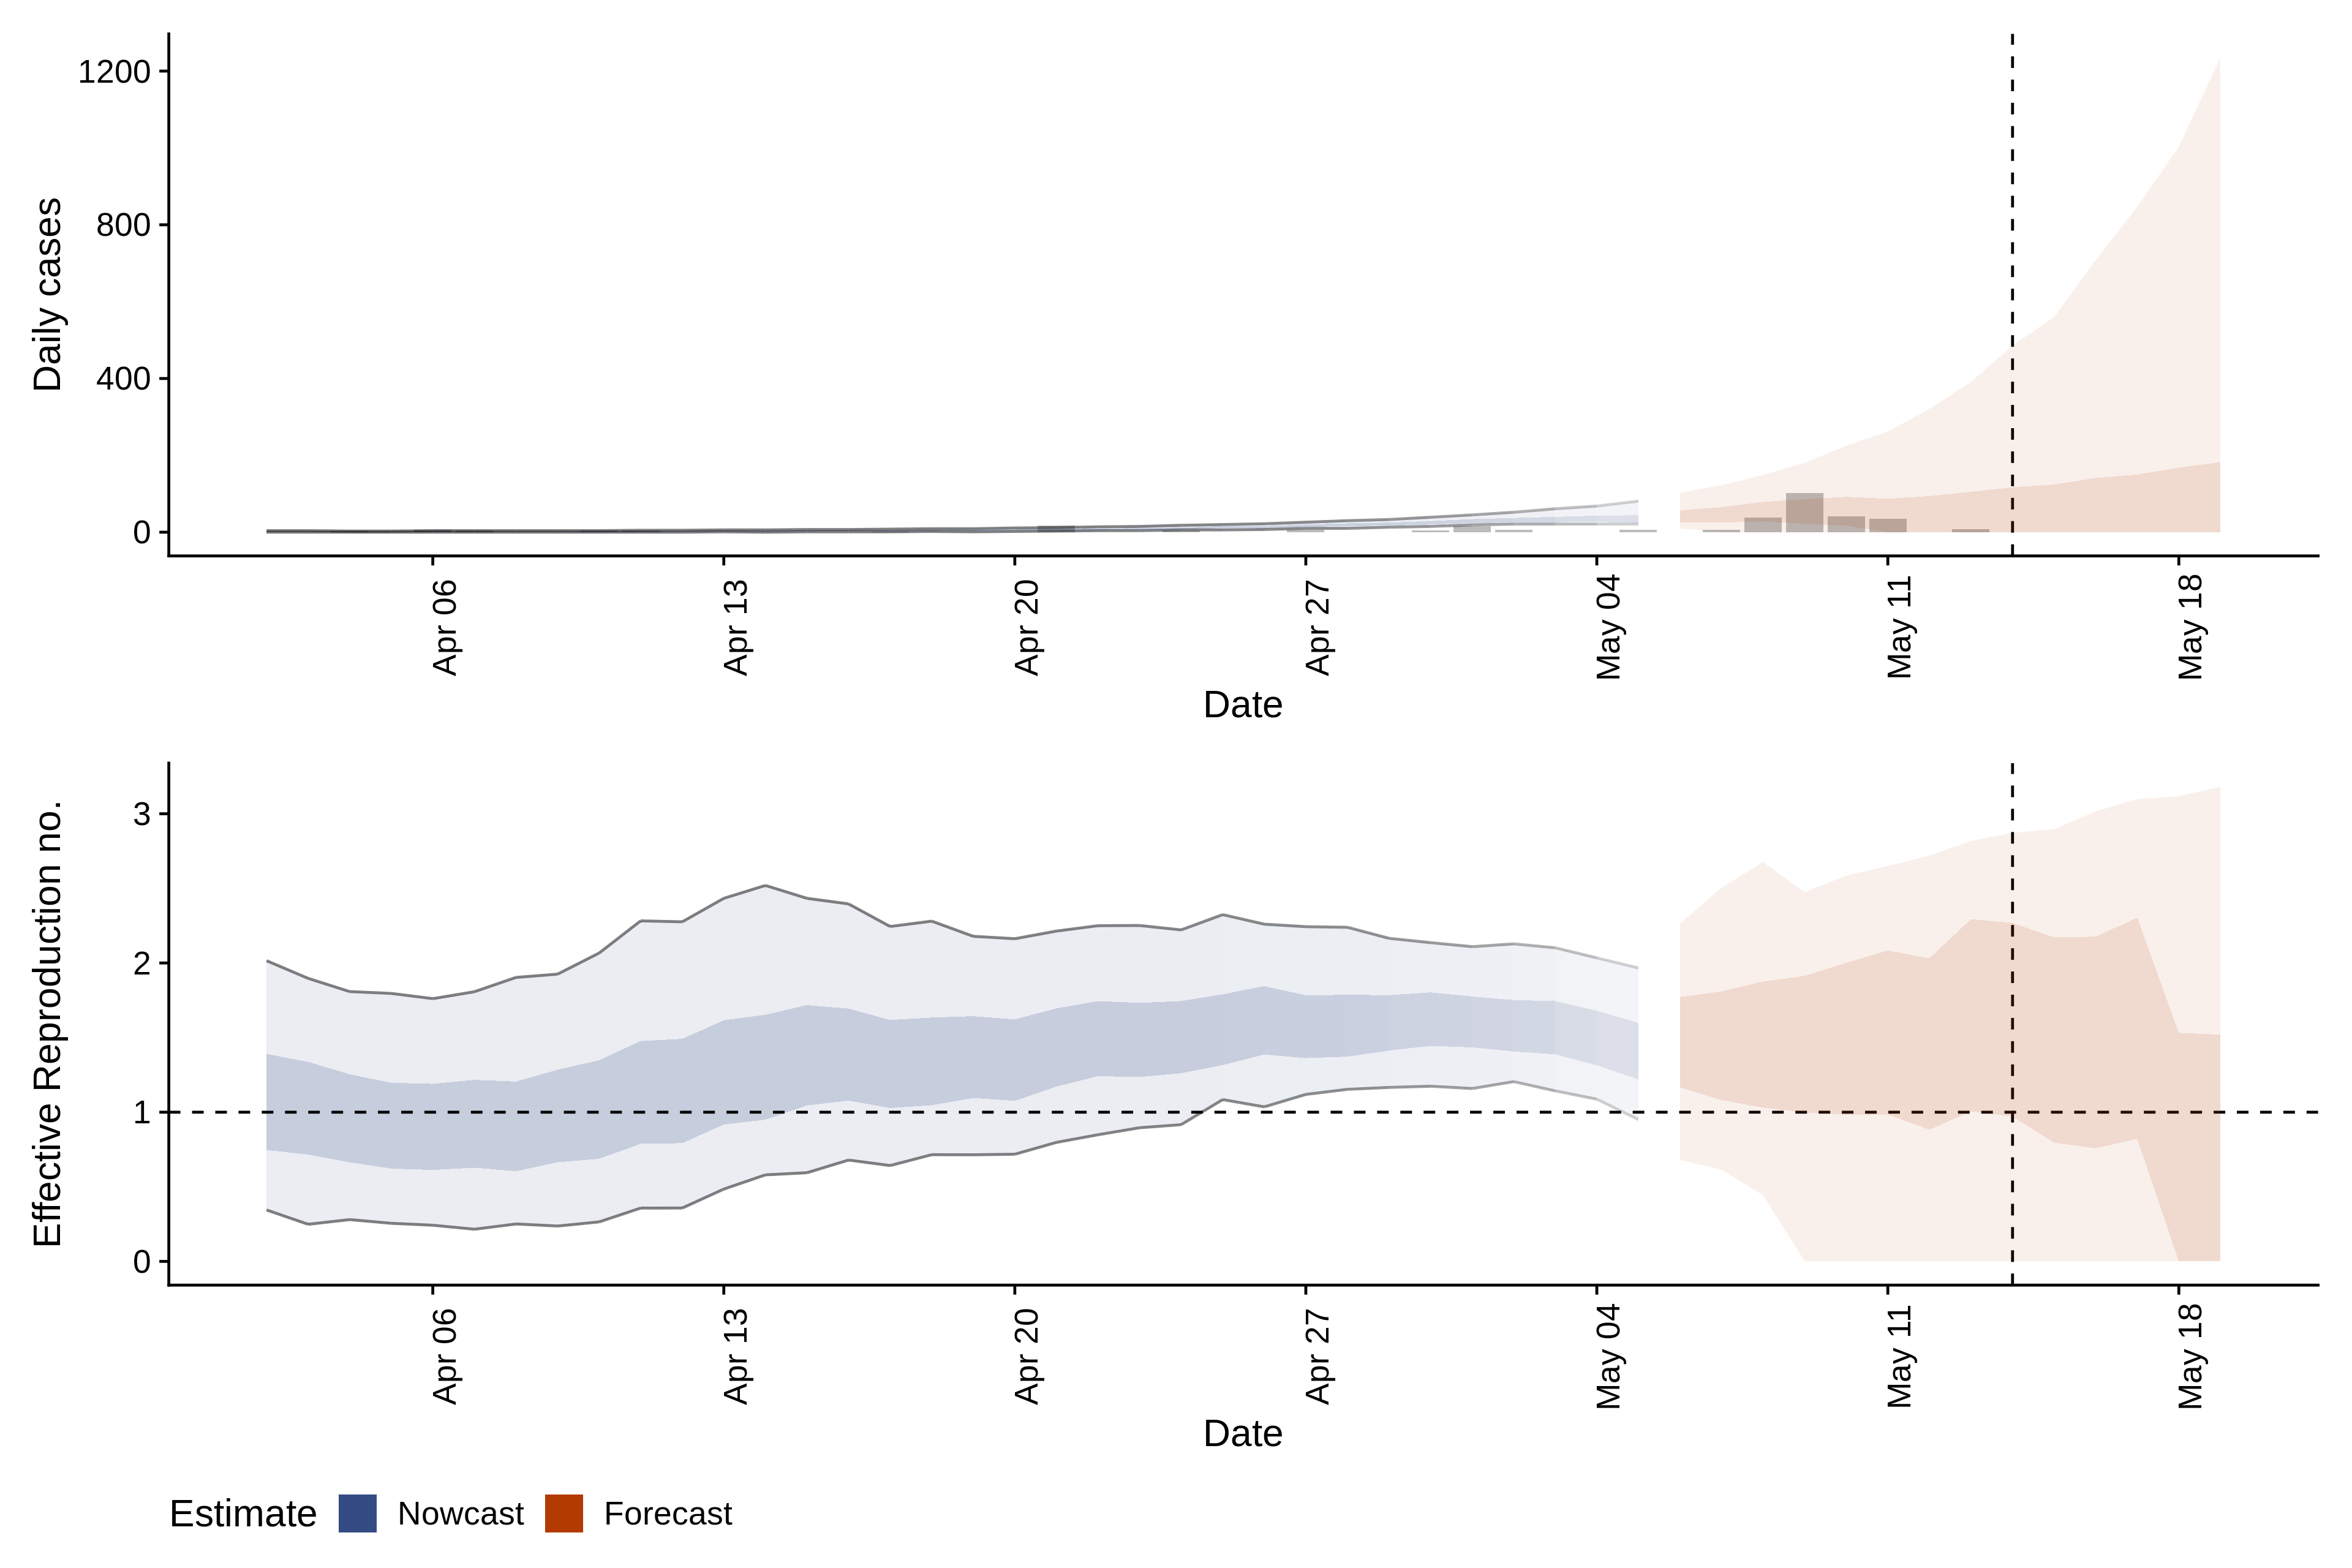 1200
800
400
0
Daily cases
Apr 06
Apr 13
Apr 20
Apr 27
May 04
May 11
May 18
Date
3
2
1
0
Effective Reproduction no.
Apr 06
Apr 13
Apr 20
Apr 27
May 04
May 11
May 18
Date
Estimate Nowcast Forecast